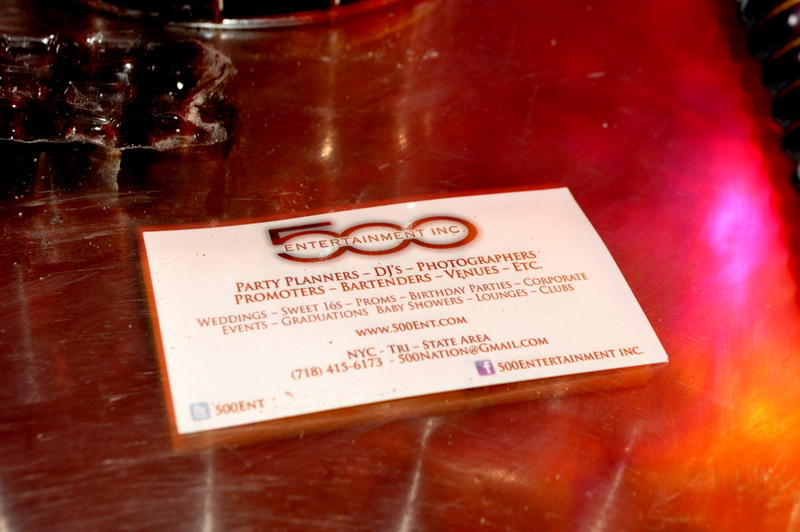 500
ENTERTAINMENT INC
PARTY PLANNERS – DJ'S – PHOTOGRAPHERS
PROMOTERS – BARTENDERS – VENUES – ETC.
WEDDINGS – SWEET 16S – PROMS – BIRTHDAY PARTIES – CORPORATE
EVENTS – GRADUATIONS BABY SHOWERS – LOUNGES – CLUBS
WWW.500ENT.COM
NYC – TRI – STATE AREA
(718) 415-6173 - 500NATION@GMAIL.COM
f 500ENTERTAINMENT INC.
500ENT